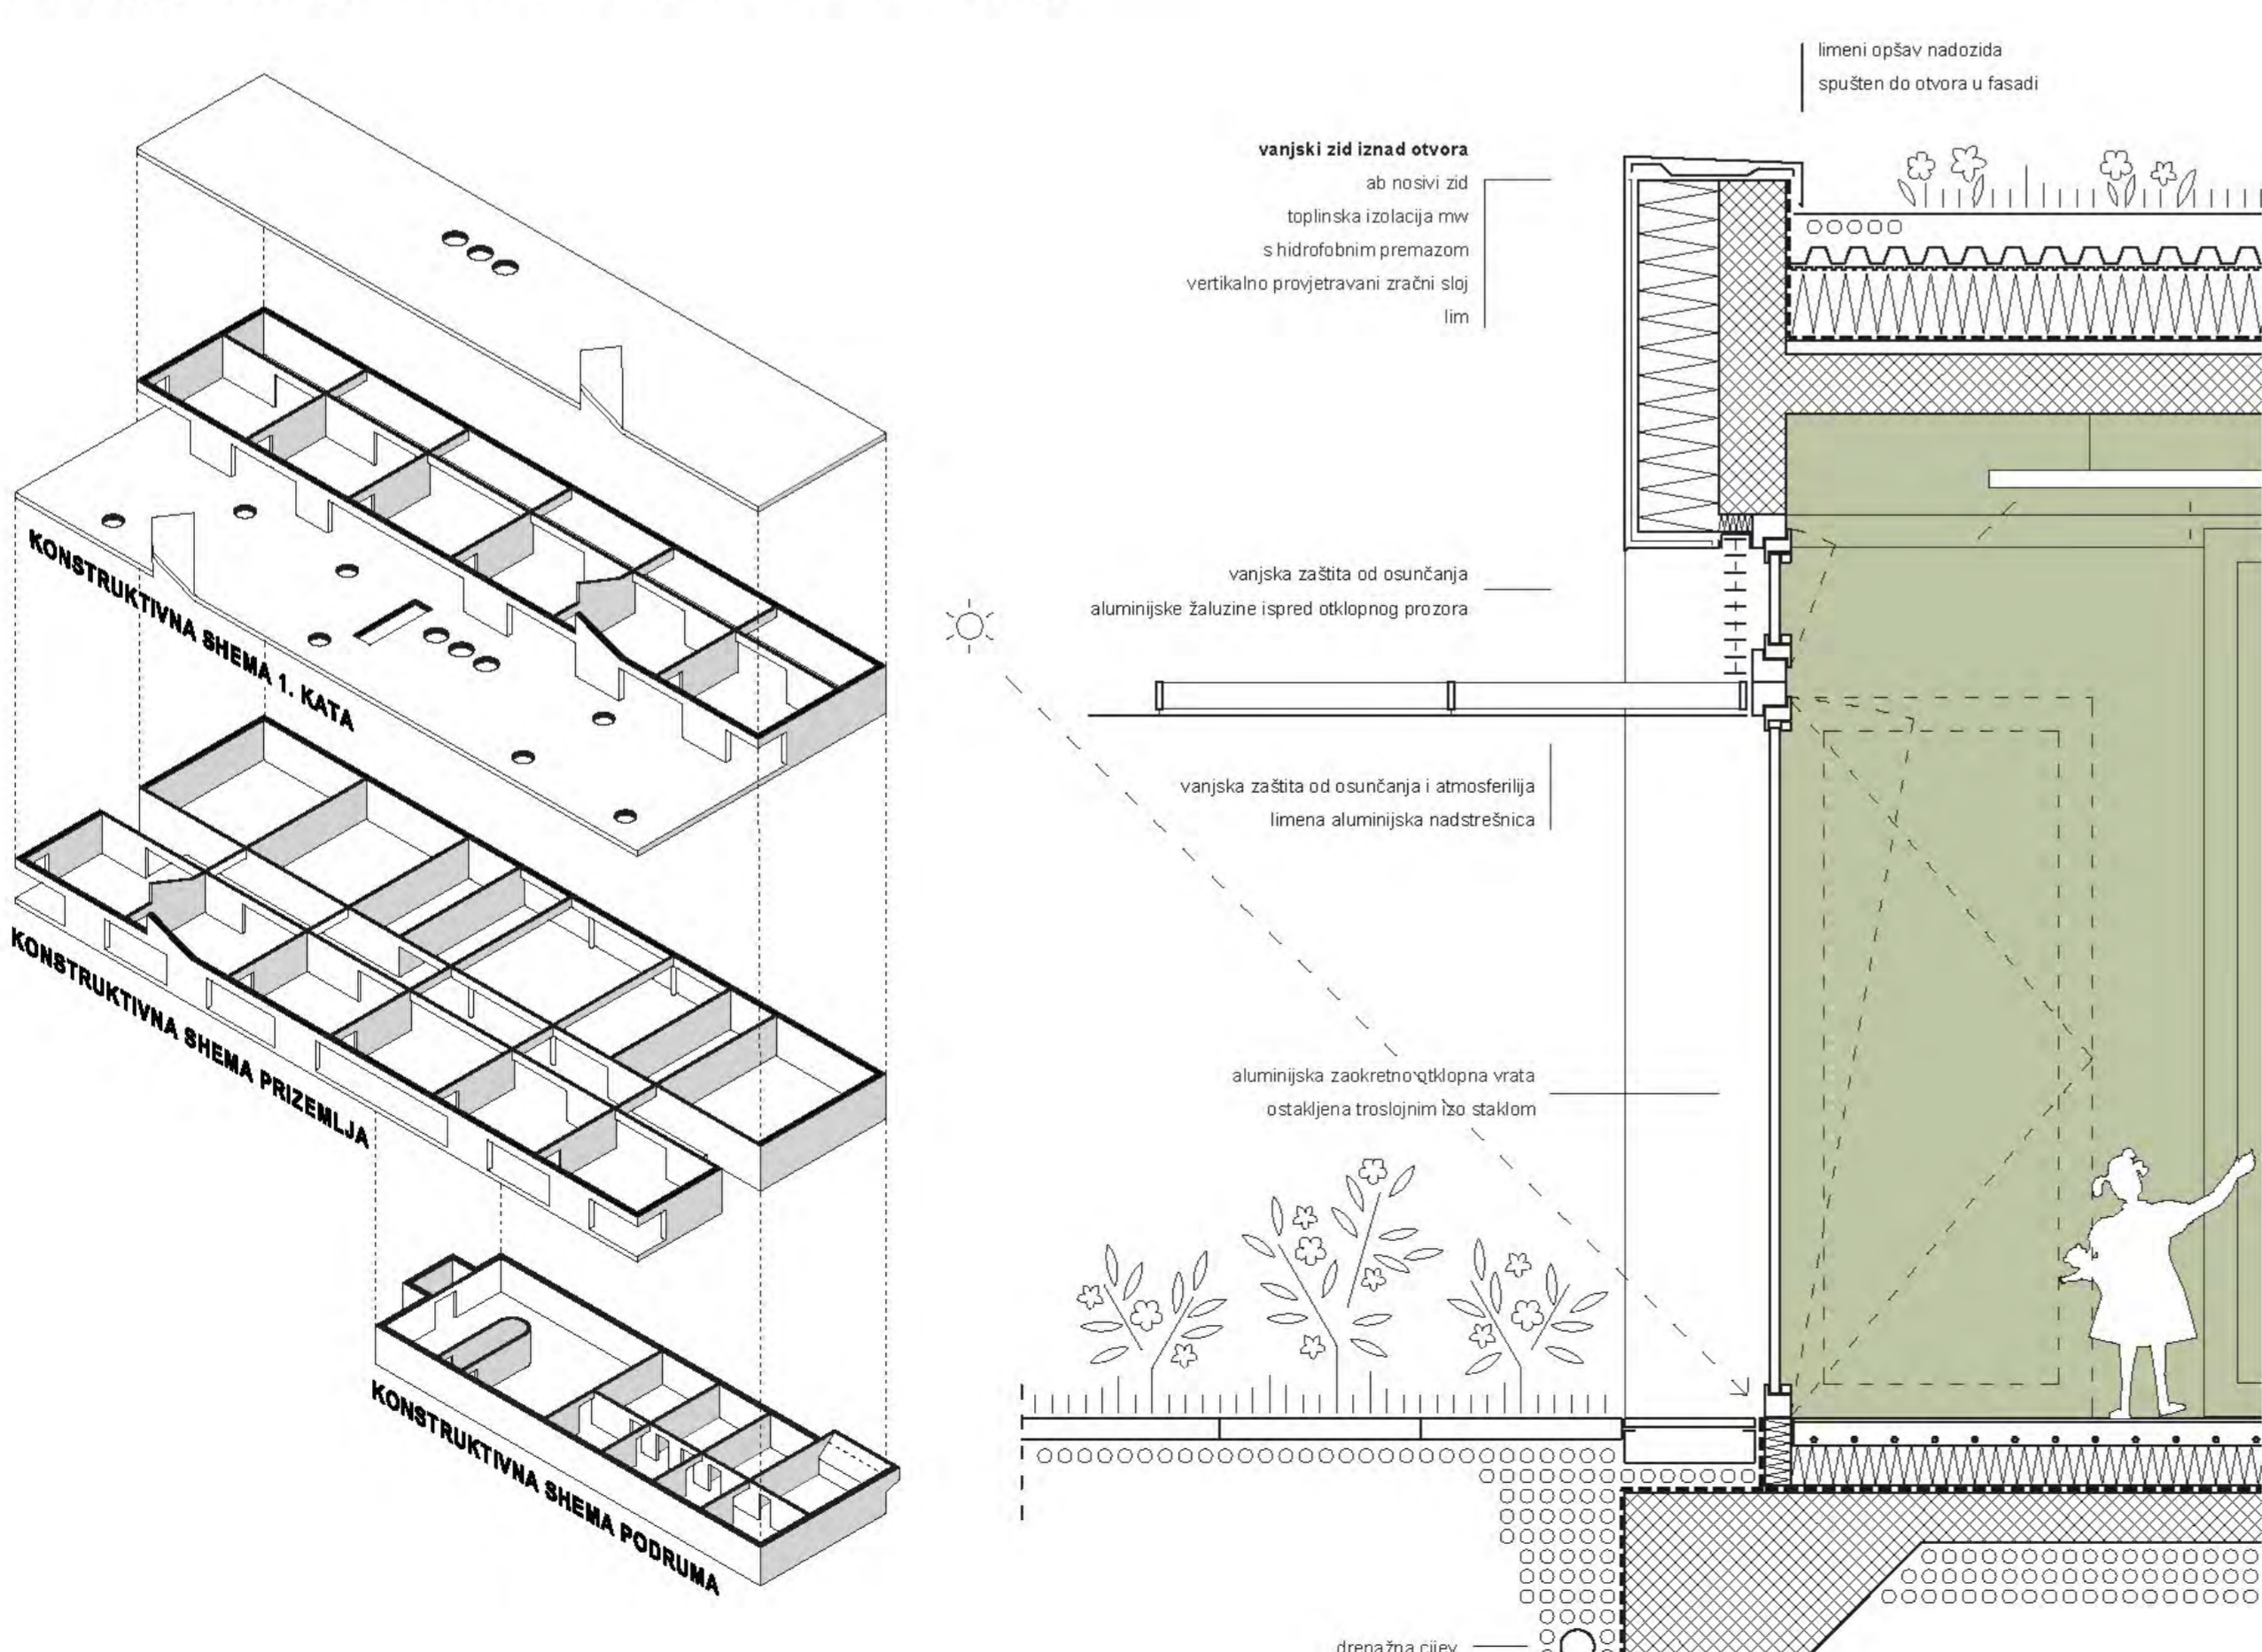 KONSTRUKTIVNA SHEMA 1. KATA
KONSTRUKTIVNA SHEMA PRIZEMLJA
KONSTRUKTIVNA SHEMA PODRUMA
limeni opšav nadozida
spušten do otvora u fasadi
vanjski zid iznad otvora
ab nosivi zid
toplinska izolacija mw
s hidrofobnim premazom
vertikalno provjetravani zračni sloj
lim
vanjska zaštita od osunčanja
aluminijske žaluzine ispred otklopnog prozora
vanjska zaštita od osunčanja i atmosferilija
limena aluminijska nadstrešnica
aluminijska zaokretno otklopna vrata
ostakljena troslojnim izo staklom
drenažna cijev